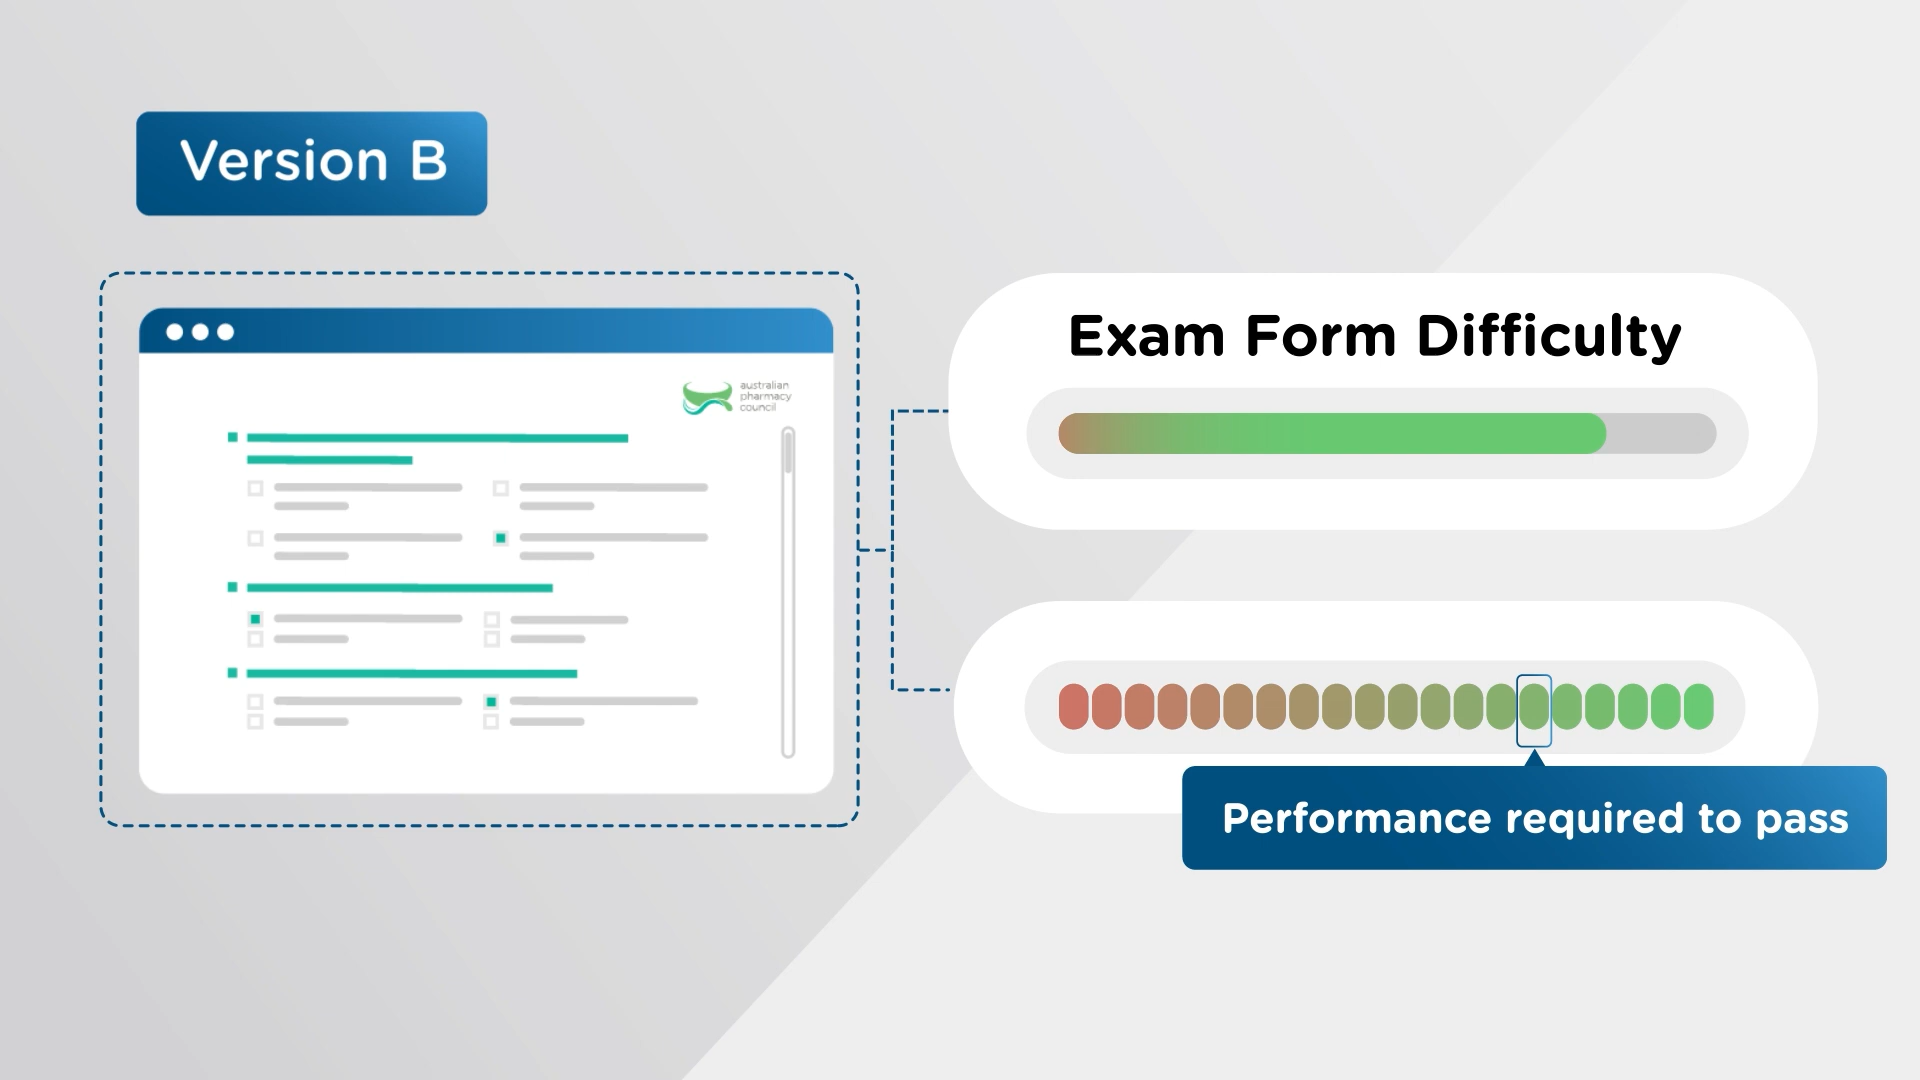 Version B
australian
pharmacy
council
Exam Form Difficulty
Performance required to pass